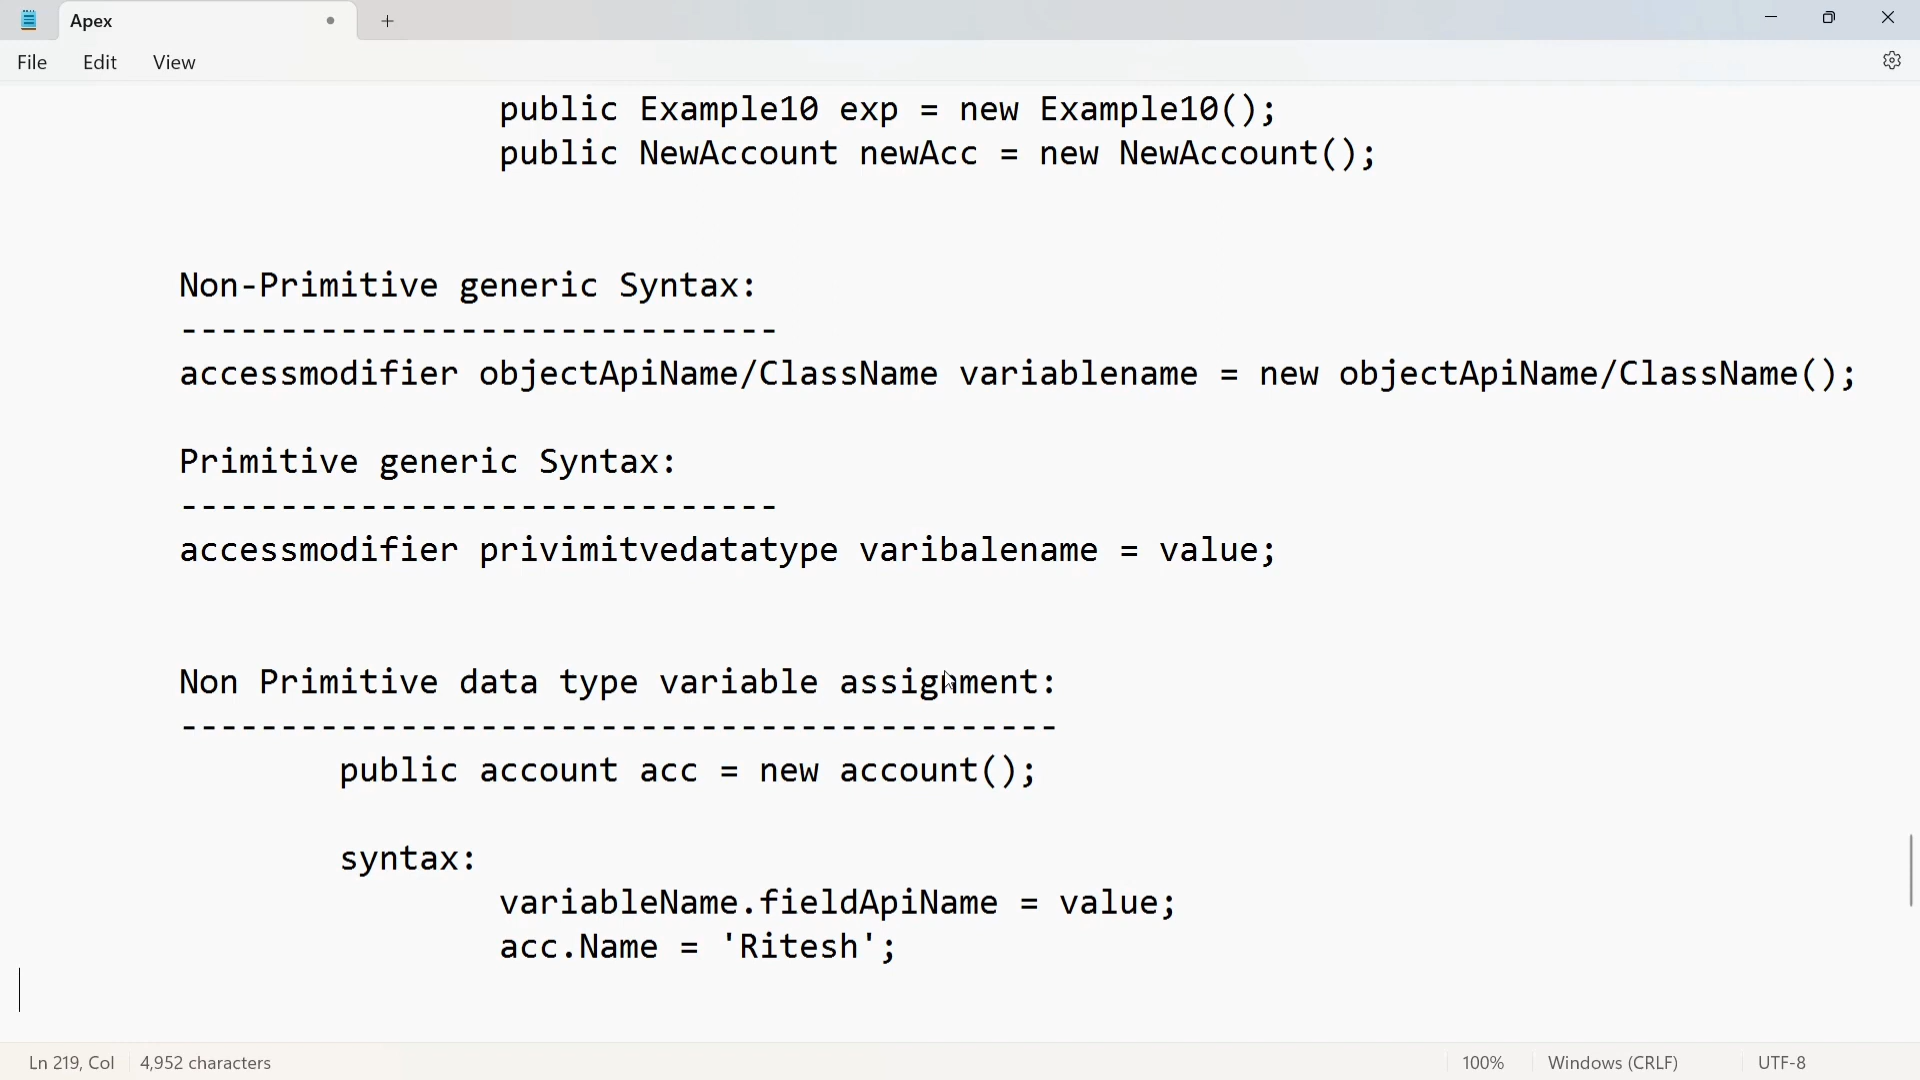 Apex
File Edit View
public Example10 exp = new Example10();
public NewAccount newAcc = new NewAccount();
Non-Primitive generic Syntax:
------------------------------
accessmodifier objectApiName/ClassName variablename = new objectApiName/ClassName();
Primitive generic Syntax:
------------------------------
accessmodifier privimitvedatatype varibalename = value;
Non Primitive data type variable assignment:
--------------------------------------------
public account acc = new account();
syntax:
variableName.fieldApiName = value;
acc.Name = 'Ritesh';
Ln 219, Col 4,952 characters 100% Windows (CRLF) UTF-8